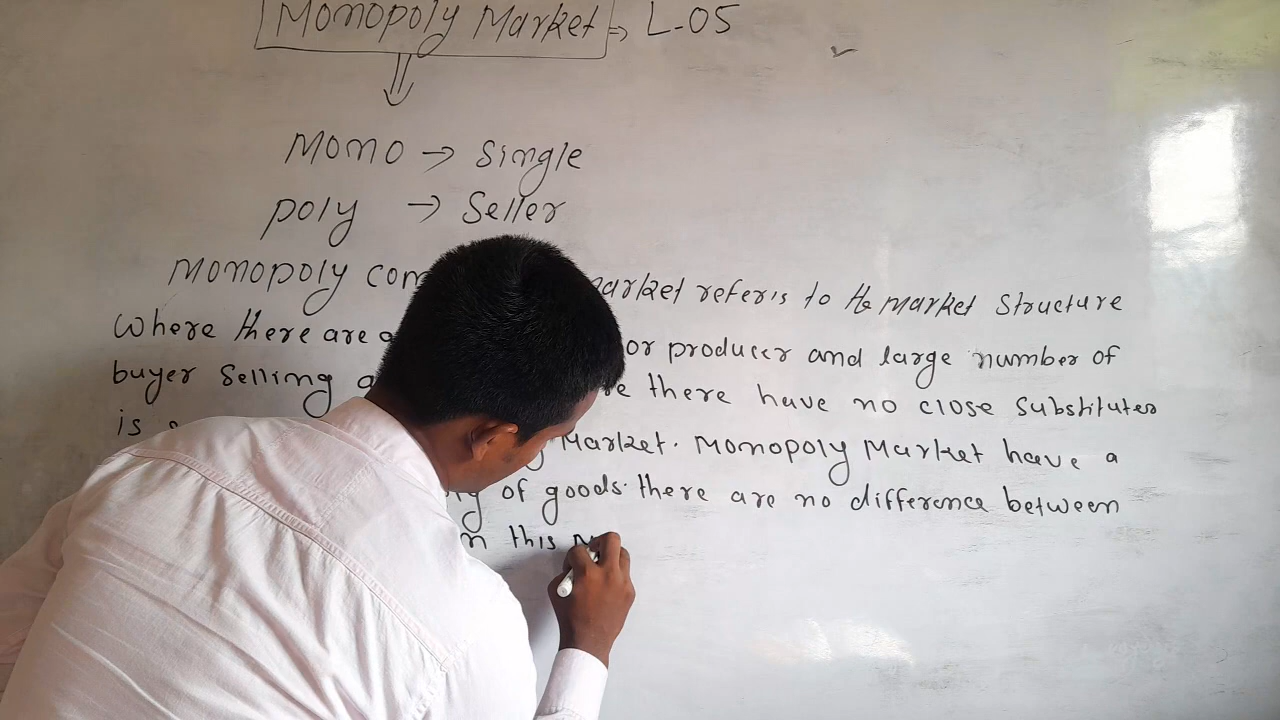 Monopoly Market → L-05
Momo → Single
poly → Seller
Monopoly market refer's to the Market Structure
Where there are or producer and large number of
buyer Selling there have no close Substitutes
is Market. Monopoly Market have a
of goods. there are no difference between
this